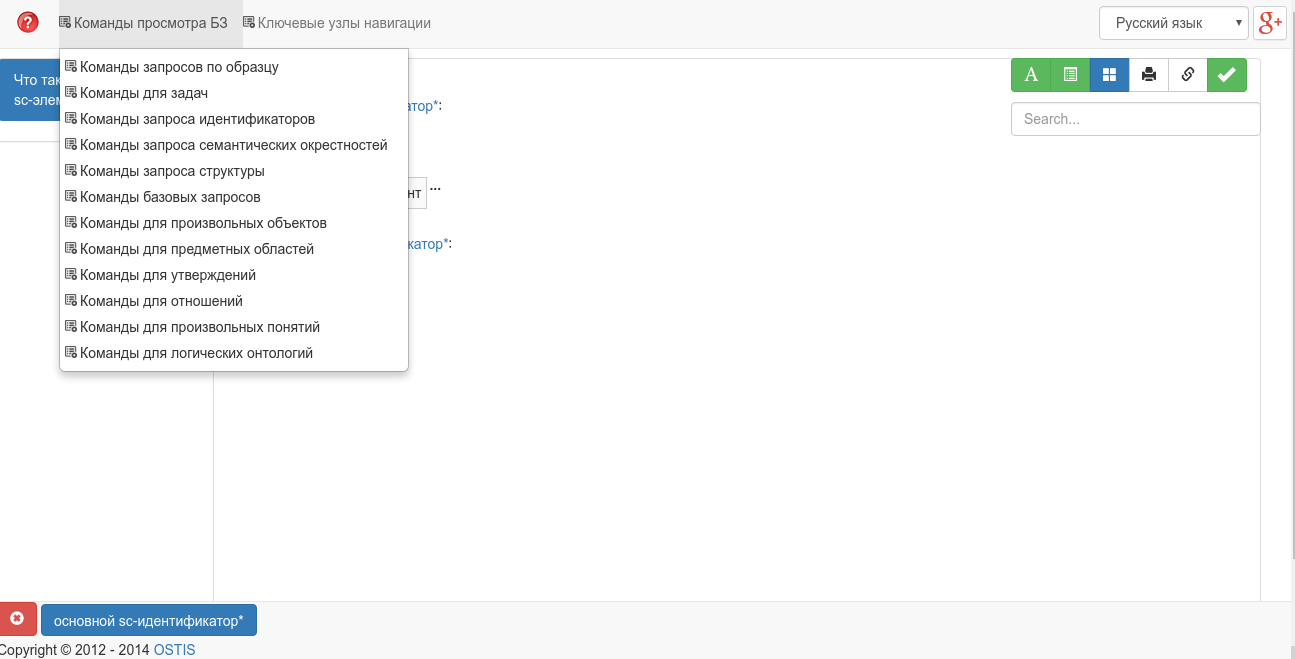 Команды просмотра БЗ
Ключевые узлы навигации
Русский язык
g+
Команды запросов по образцу
Команды для задач
Команды запроса идентификаторов
Команды запроса семантических окрестностей
Команды запроса структуры
Команды базовых запросов
Команды для произвольных объектов
Команды для предметных областей
Команды для утверждений
Команды для отношений
Команды для произвольных понятий
Команды для логических онтологий
Что так
sc-элем
атор*:
нт ...
катор*:
A
Search...
основной sc-идентификатор*
Copyright © 2012 - 2014 OSTIS